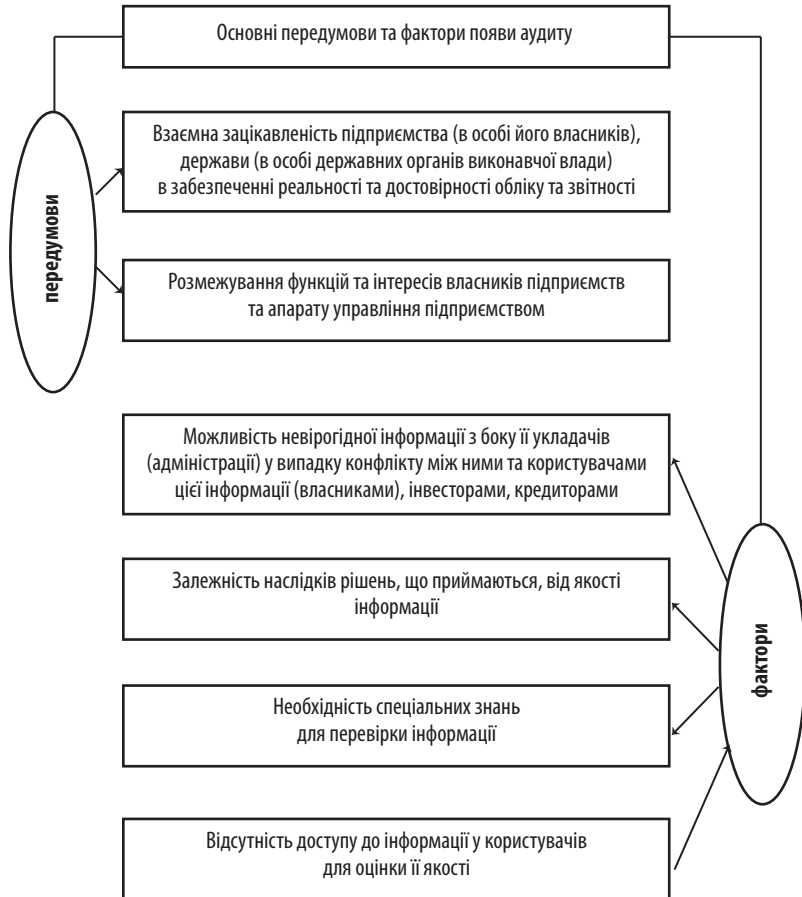 Основні передумови та фактори появи аудиту
передумови
Взаємна зацікавленість підприємства (в особі його власників),
держави (в особі державних органів виконавчої влади)
в забезпеченні реальності та достовірності обліку та звітності
Розмежування функцій та інтересів власників підприємств
та апарату управління підприємством
Можливість невірогідної інформації з боку її укладачів
(адміністрації) у випадку конфлікту між ними та користувачами
цієї інформації (власниками), інвесторами, кредиторами
Залежність наслідків рішень, що приймаються, від якості
інформації
фактори
Необхідність спеціальних знань
для перевірки інформації
Відсутність доступу до інформації у користувачів
для оцінки її якості